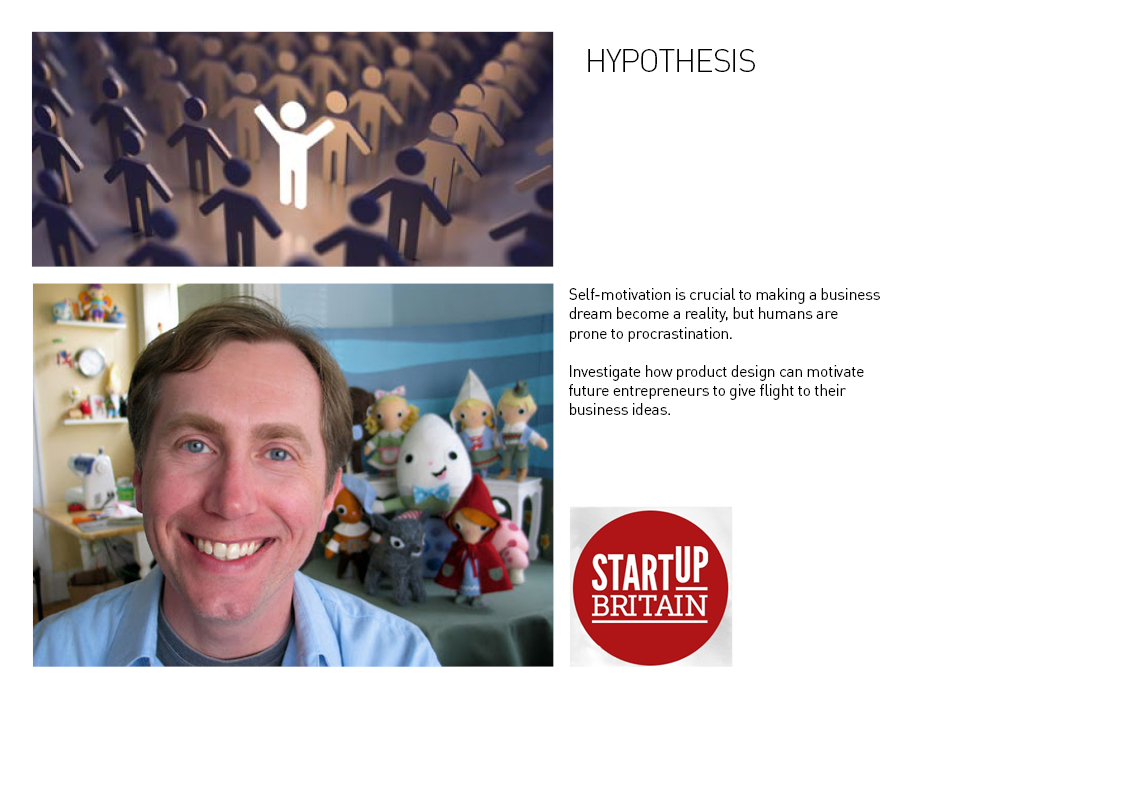 HYPOTHESIS
Self-motivation is crucial to making a business
dream become a reality, but humans are
prone to procrastination.
Investigate how product design can motivate
future entrepreneurs to give flight to their
business ideas.
STARTUP
BRITAIN